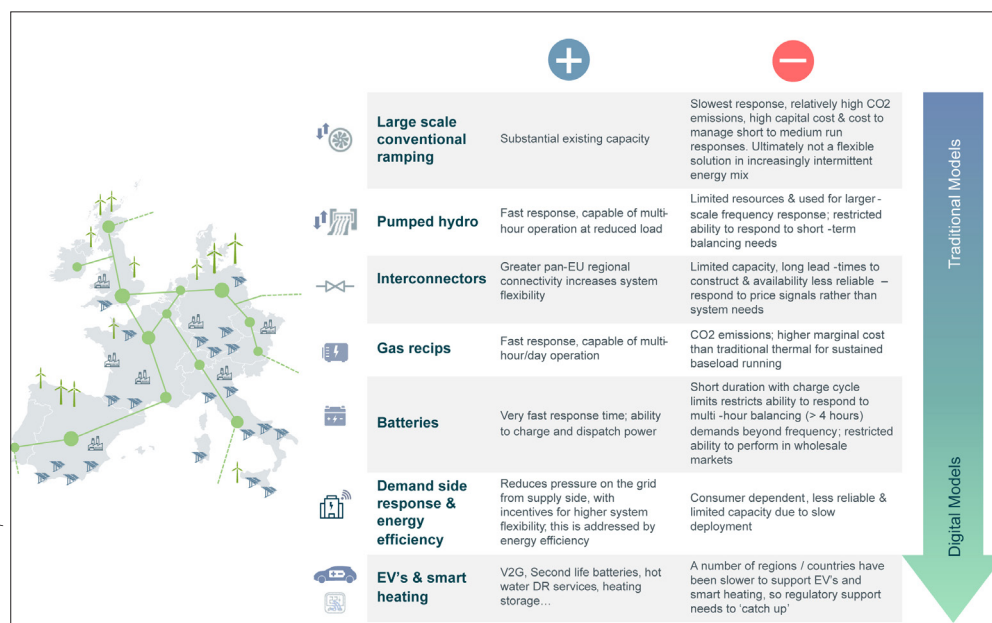 Large scale
conventional
ramping
Substantial existing capacity
Slowest response, relatively high CO2
emissions, high capital cost & cost to
manage short to medium run
responses. Ultimately not a flexible
solution in increasingly intermittent
energy mix
Pumped hydro
Fast response, capable of multi-
hour operation at reduced load
Limited resources & used for larger-
scale frequency response; restricted
ability to respond to short -term
balancing needs
Interconnectors
Greater pan-EU regional
connectivity increases system
flexibility
Limited capacity, long lead -times to
construct & availability less reliable –
respond to price signals rather than
system needs
Gas recips
Fast response, capable of multi-
hour/day operation
CO2 emissions; higher marginal cost
than traditional thermal for sustained
baseload running
Batteries
Very fast response time; ability
to charge and dispatch power
Short duration with charge cycle
limits restricts ability to respond to
multi -hour balancing (> 4 hours)
demands beyond frequency; restricted
ability to perform in wholesale
markets
Demand side
response &
energy
efficiency
Reduces pressure on the grid
from supply side, with
incentives for higher system
flexibility; this is addressed by
energy efficiency
Consumer dependent, less reliable &
limited capacity due to slow
deployment
EV's & smart
heating
V2G, Second life batteries, hot
water DR services, heating
storage…
A number of regions / countries have
been slower to support EV's and
smart heating, so regulatory support
needs to 'catch up'
Traditional Models
Digital Models